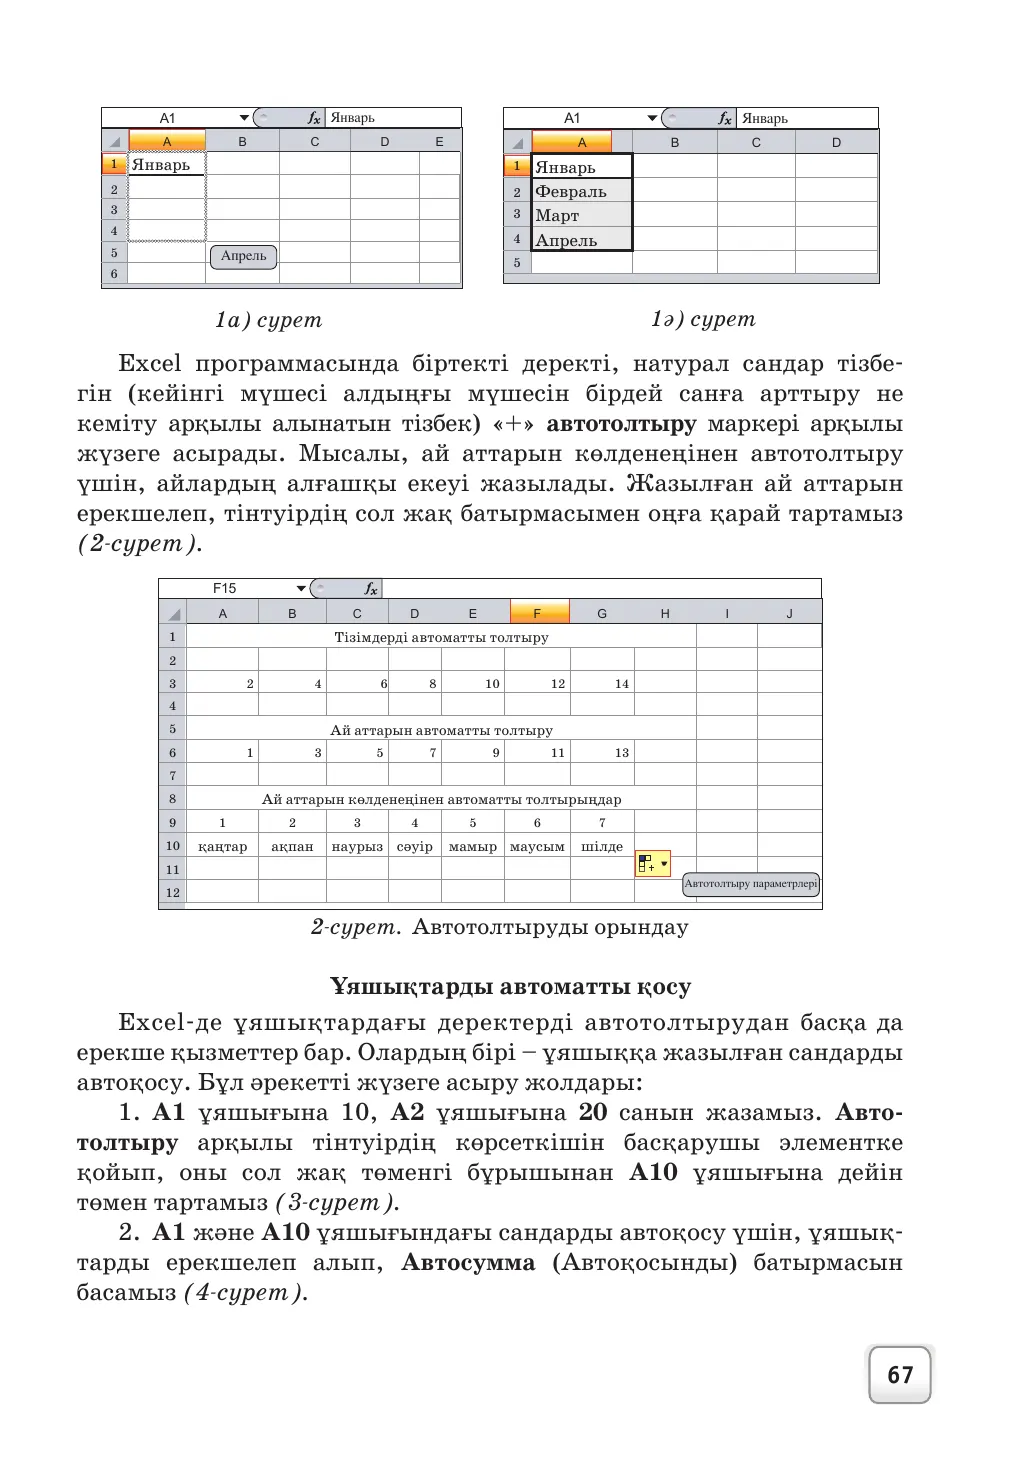 A1 fx Январь
A B C D E
1 Январь
2
3
4
5 Апрель
6
1а) сурет
A1 fx Январь
A B C D
1 Январь
2 Февраль
3 Март
4 Апрель
5
1ә) сурет
Excel программасында біртекті деректі, натурал сандар тізбе-
гін (кейінгі мүшесі алдыңғы мүшесін бірдей санға арттыру не
кеміту арқылы алынатын тізбек) «+» автотолтыру маркері арқылы
жүзеге асырады. Мысалы, ай аттарын көлденеңінен автотолтыру
үшін, айлардың алғашқы екеуі жазылады. Жазылған ай аттарын
ерекшелеп, тінтуірдің сол жақ батырмасымен оңға қарай тартамыз
(2-сурет).
F15 fx
A B C D E F G H I J
1 Тізімдерді автоматты толтыру
2
3 2 4 6 8 10 12 14
4
5 Ай аттарын автоматты толтыру
6 1 3 5 7 9 11 13
7
8 Ай аттарын көлденеңінен автоматты толтырыңдар
9 1 2 3 4 5 6 7
10 қаңтар ақпан наурыз сәуір мамыр маусым шілде
11
12 Автотолтыру параметрлері
2-сурет. Автотолтыруды орындау
Ұяшықтарды автоматты қосу
Excel-де ұяшықтардағы деректерді автотолтырудан басқа да
ерекше қызметтер бар. Олардың бірі – ұяшыққа жазылған сандарды
автоқосу. Бұл әрекетті жүзеге асыру жолдары:
1. А1 ұяшығына 10, А2 ұяшығына 20 санын жазамыз. Авто-
толтыру арқылы тінтуірдің көрсеткішін басқарушы элементке
қойып, оны сол жақ төменгі бұрышынан А10 ұяшығына дейін
төмен тартамыз (3-сурет).
2. А1 және А10 ұяшығындағы сандарды автоқосу үшін, ұяшық-
тарды ерекшелеп алып, Автосумма (Автоқосынды) батырмасын
басамыз (4-сурет).
67